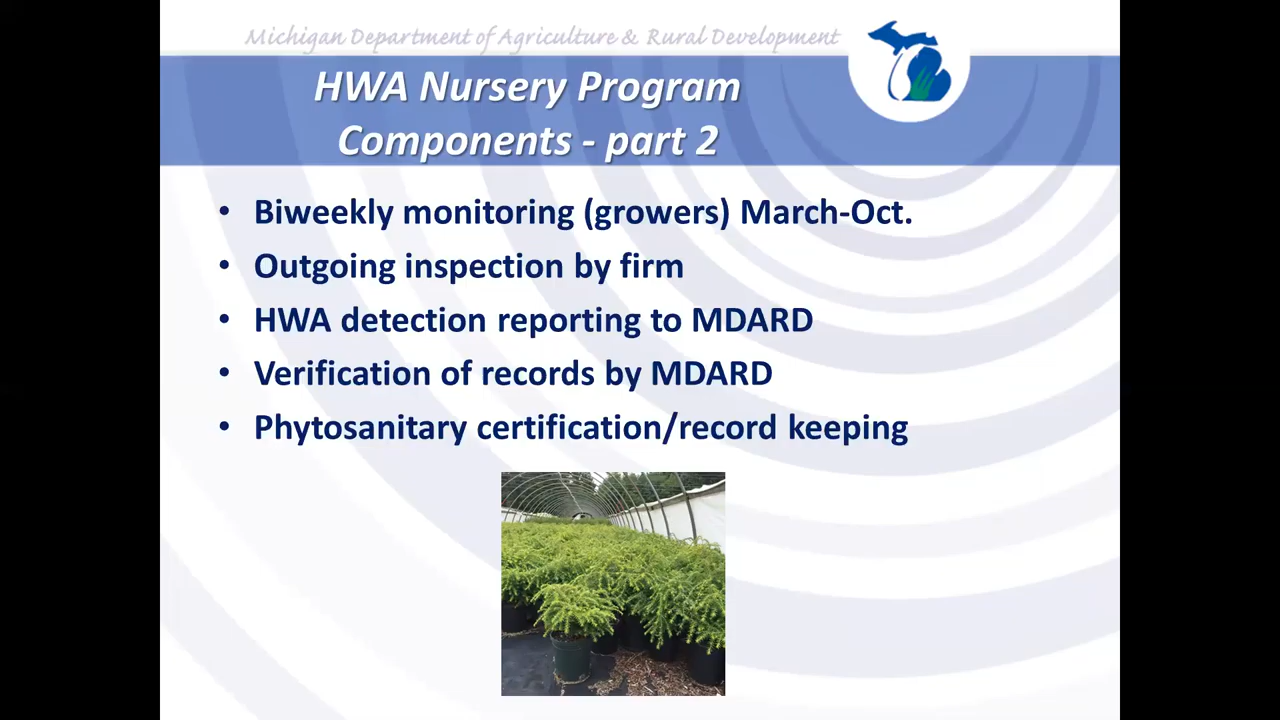 Michigan Department of Agriculture & Rural Development
HWA Nursery Program
Components - part 2
• Biweekly monitoring (growers) March-Oct.
• Outgoing inspection by firm
• HWA detection reporting to MDARD
• Verification of records by MDARD
• Phytosanitary certification/record keeping